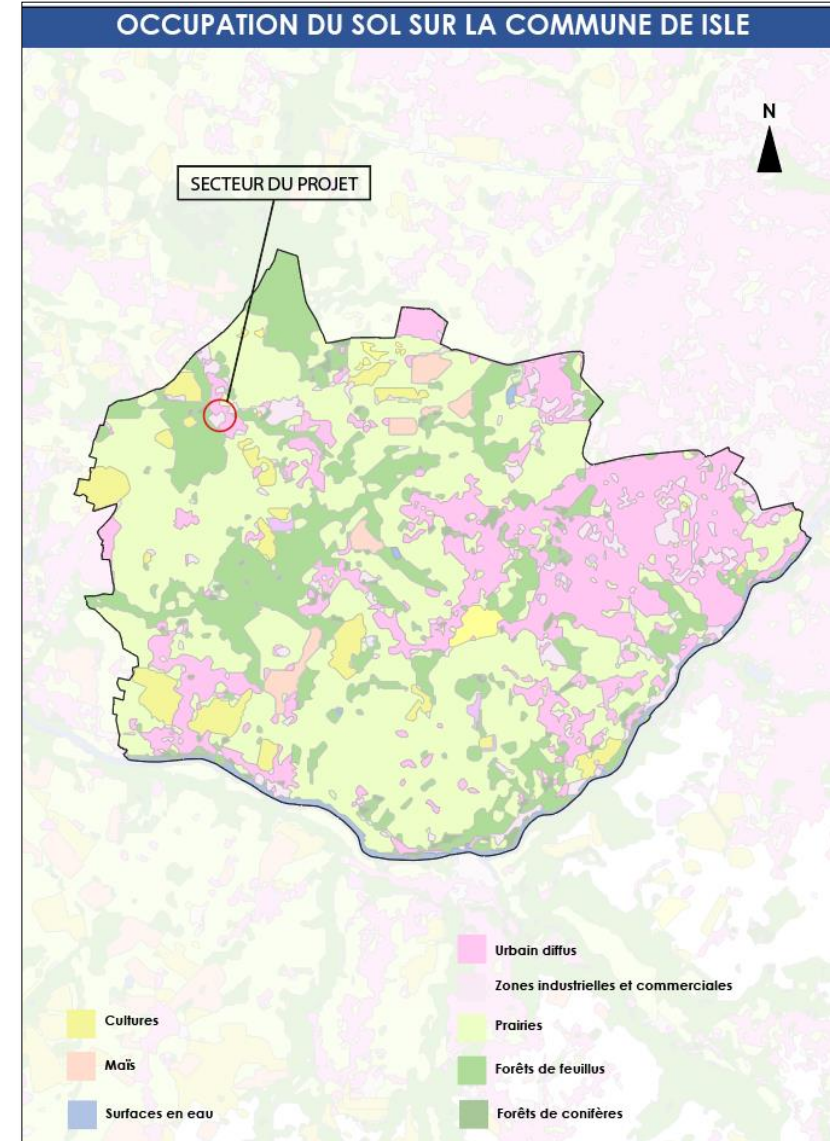 OCCUPATION DU SOL SUR LA COMMUNE DE ISLE
N
SECTEUR DU PROJET
Urbain diffus
Zones industrielles et commerciales
Cultures
Prairies
Maïs
Forêts de feuillus
Surfaces en eau
Forêts de conifères